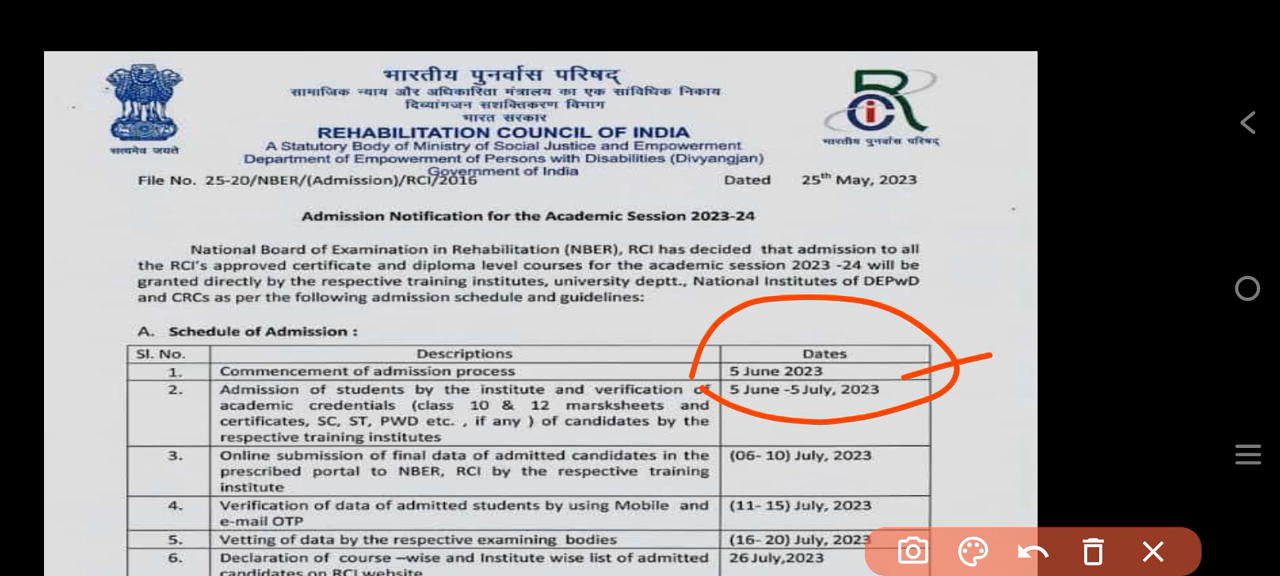 भारतीय पुनर्वास परिषद्
सामाजिक न्याय और अधिकारिता मंत्रालय का एक सांविधिक निकाय
दिव्यांगजन सशक्तिकरण विभाग
भारत सरकार
REHABILITATION COUNCIL OF INDIA
A Statutory Body of Ministry of Social Justice and Empowerment
Department of Empowerment of Persons with Disabilities (Divyangjan)
Government of India
सत्यमेव जयते
RCI
भारतीय पुनर्वास परिषद्
File No. 25-20/NBER/(Admission)/RCI/2016 Dated 25th May, 2023
Admission Notification for the Academic Session 2023-24
National Board of Examination in Rehabilitation (NBER), RCI has decided that admission to all
the RCI's approved certificate and diploma level courses for the academic session 2023 -24 will be
granted directly by the respective training institutes, university deptt., National Institutes of DEPwD
and CRCs as per the following admission schedule and guidelines:
A. Schedule of Admission :
Sl. No. Descriptions Dates
1. Commencement of admission process 5 June 2023
2. Admission of students by the institute and verification of 5 June -5 July, 2023
academic credentials (class 10 & 12 marsksheets and
certificates, SC, ST, PWD etc. , if any ) of candidates by the
respective training institutes
3. Online submission of final data of admitted candidates in the (06- 10) July, 2023
prescribed portal to NBER, RCI by the respective training
institute
4. Verification of data of admitted students by using Mobile and (11- 15) July, 2023
e-mail OTP
5. Vetting of data by the respective examining bodies (16- 20) July, 2023
6. Declaration of course –wise and Institute wise list of admitted 26 July,2023
candidates on RCI website